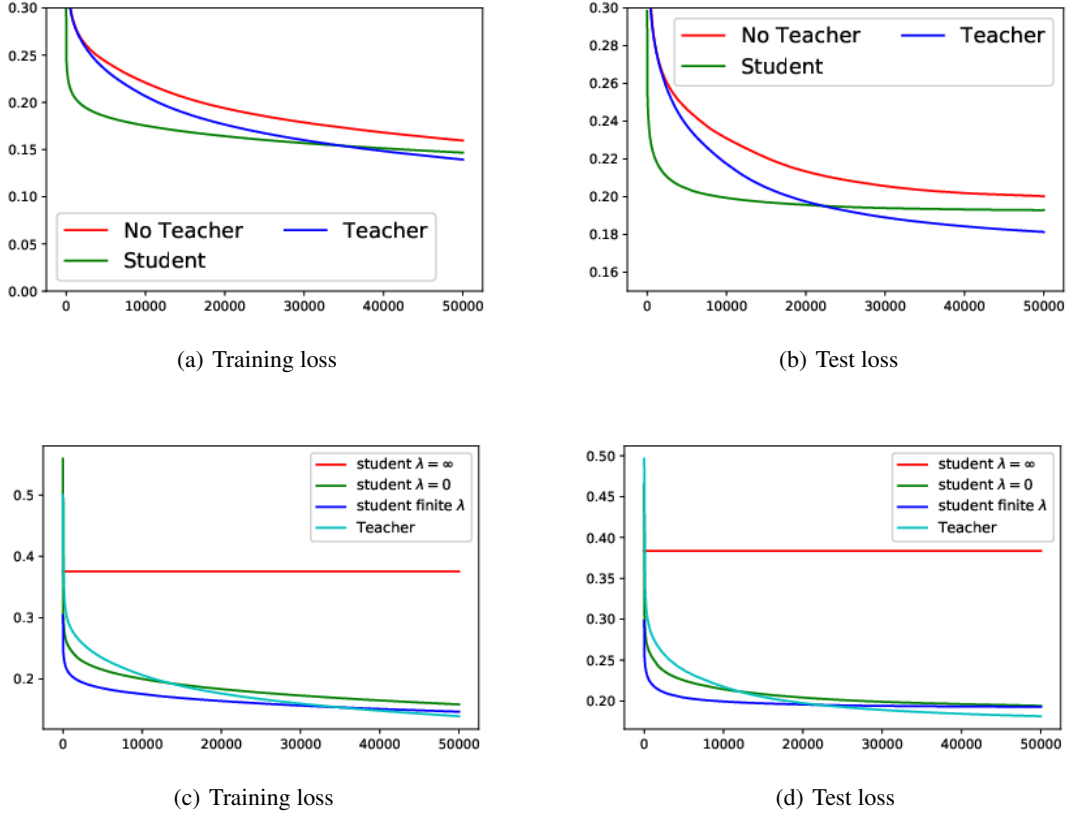 0.30
0.25
0.20
0.15
0.10
0.05
0.00
No Teacher
Teacher
Student
0 10000 20000 30000 40000 50000
(a) Training loss
0.30
0.28
0.26
0.24
0.22
0.20
0.18
0.16
No Teacher
Teacher
Student
0 10000 20000 30000 40000 50000
(b) Test loss
0.5
0.4
0.3
0.2
student λ = ∞
student λ = 0
student finite λ
Teacher
0 10000 20000 30000 40000 50000
(c) Training loss
0.50
0.45
0.40
0.35
0.30
0.25
0.20
student λ = ∞
student λ = 0
student finite λ
Teacher
0 10000 20000 30000 40000 50000
(d) Test loss